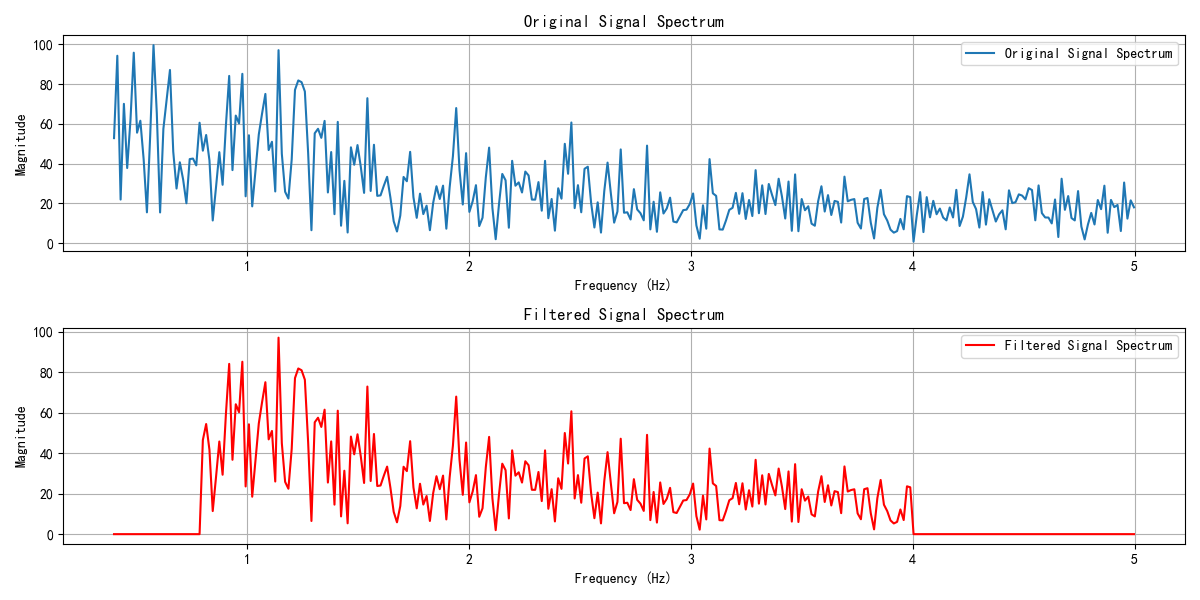 Original Signal Spectrum
100
80
60
40
20
0
Magnitude
Original Signal Spectrum
1
2
3
4
5
Frequency (Hz)
Filtered Signal Spectrum
100
80
60
40
20
0
Magnitude
Filtered Signal Spectrum
1
2
3
4
5
Frequency (Hz)